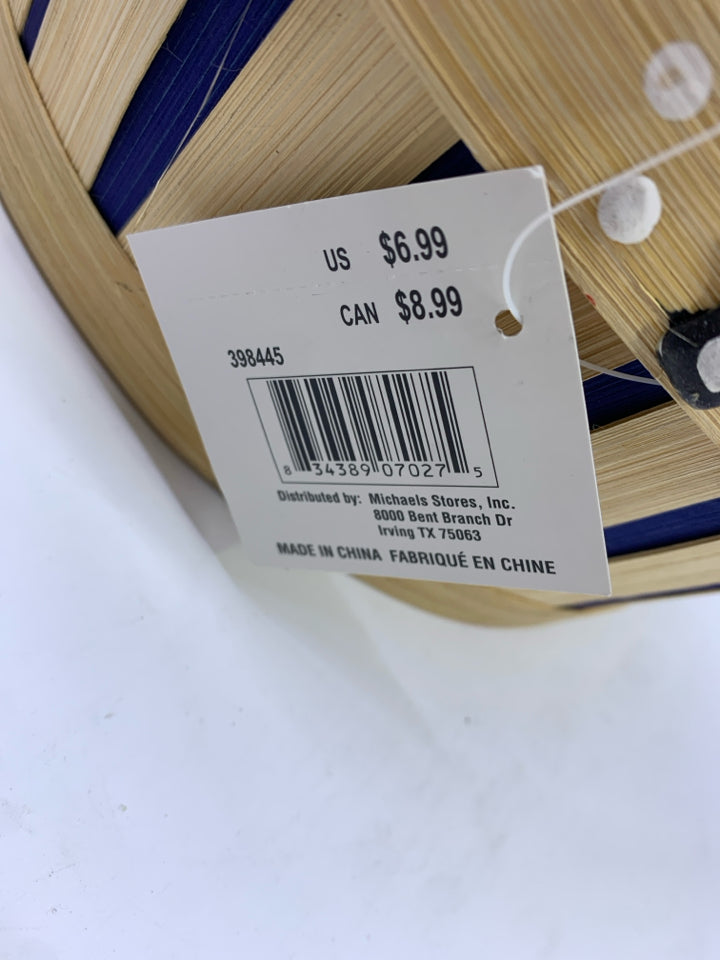 US $6.99
CAN $8.99
398445
8 34389 07027 5
Distributed by: Michaels Stores, Inc.
8000 Bent Branch Dr
Irving TX 75063
MADE IN CHINA FABRIQUÉ EN CHINE